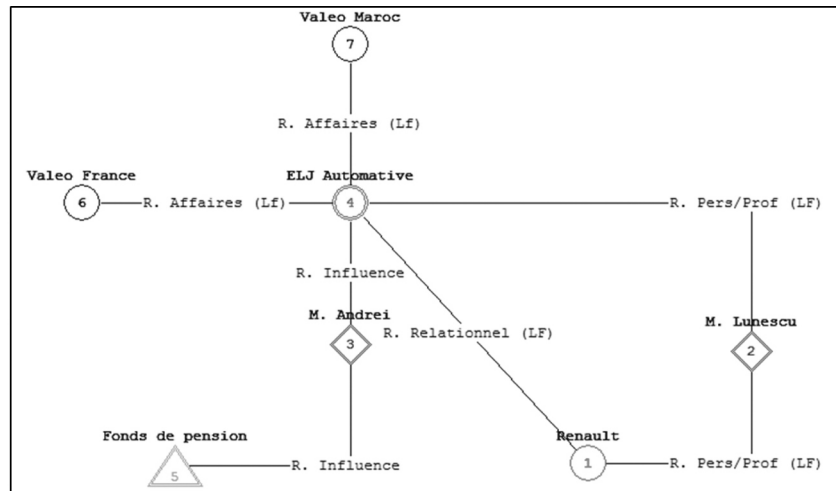 Valeo Maroc
7
R. Affaires (Lf)
Valeo France
ELJ Automative
6
R. Affaires (Lf)
4
R. Pers/Prof (LF)
R. Influence
M. Andrei
R. Relationnel (LF)
M. Lunescu
3
2
Fonds de pension
Renault
5
R. Influence
1
R. Pers/Prof (LF)